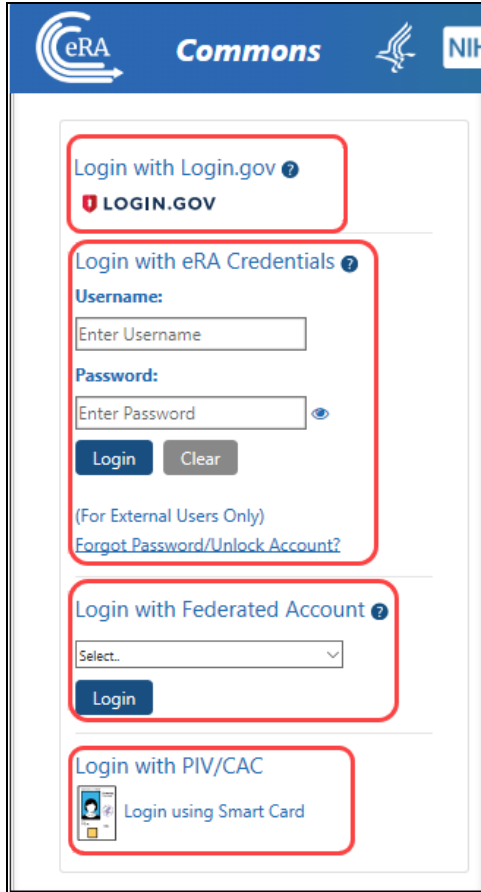 eRA
Commons
NIH
Login with Login.gov ?
LOGIN.GOV
Login with eRA Credentials ?
Username:
Enter Username
Password:
Enter Password
Login Clear
(For External Users Only)
Forgot Password/Unlock Account?
Login with Federated Account ?
Select..
Login
Login with PIV/CAC
Login using Smart Card